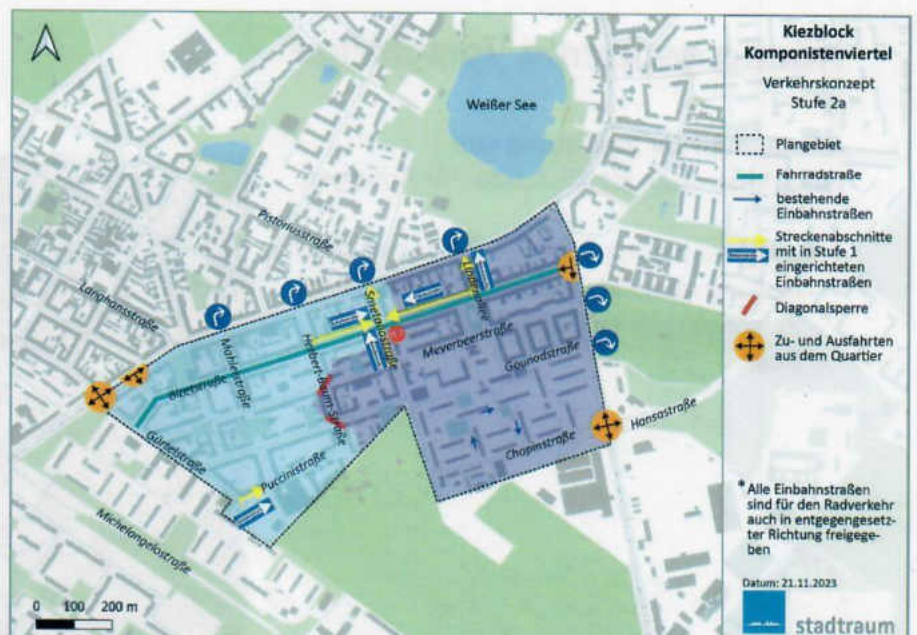 Kiezblock
Komponistenviertel
Verkehrskonzept
Stufe 2a
Plangebiet
Fahrradstraße
bestehende
Einbahnstraßen
Streckenabschnitte
mit in Stufe 1
eingerichteten
Einbahnstraßen
Diagonalsperre
Zu- und Ausfahrten
aus dem Quartier
*Alle Einbahnstraßen
sind für den Radverkehr
auch in entgegengesetz-
ter Richtung freigege-
ben
Datum: 21.11.2023
stadtraum
Weißer See
Pistoriusstraße
Langhansstraße
Mahlerstraße
Bizetstraße
Herbert-Baum-Straße
Smetanastraße
Lindenallee
Meyerbeerstraße
Gounodstraße
Gürtelstraße
Puccinistraße
Chopinstraße
Hansastraße
Michelangelostraße
0 100 200 m